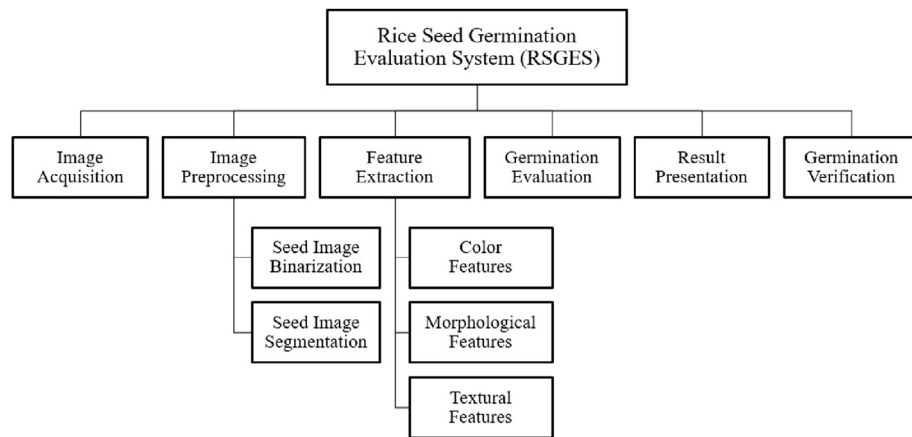 Rice Seed Germination
Evaluation System (RSGES)
Image
Acquisition
Image
Preprocessing
Feature
Extraction
Germination
Evaluation
Result
Presentation
Germination
Verification
Seed Image
Binarization
Seed Image
Segmentation
Color
Features
Morphological
Features
Textural
Features